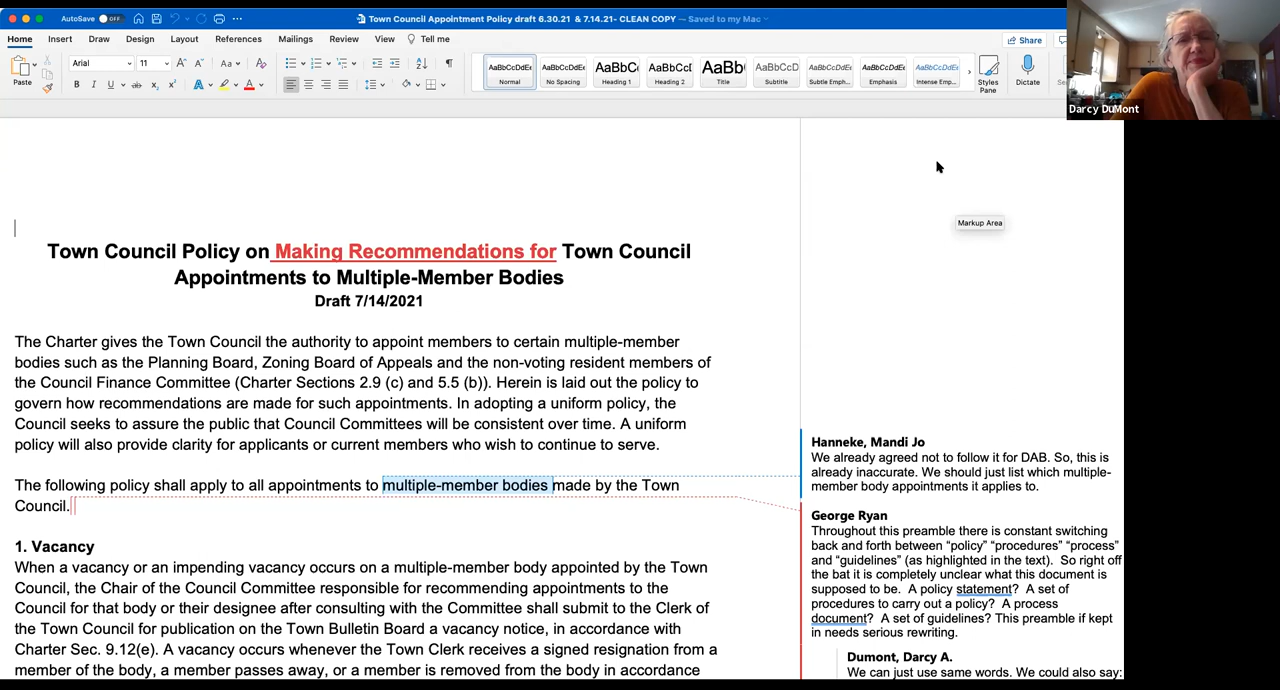 AutoSave OFF
Town Council Appointment Policy draft 6.30.21 & 7.14.21- CLEAN COPY — Saved to my Mac
Home Insert Draw Design Layout References Mailings Review View Tell me
Share
Paste
Arial 11
AaBbCcDdEe Normal
AaBbCcDdEe No Spacing
AaBbC Heading 1
AaBbCcE Heading 2
AaBb Title
AaBbCcD Subtitle
AaBbCcDdEe Subtle Emph...
AaBbCcDdEe Emphasis
AaBbCcDdEe Intense Emp...
Styles Pane
Dictate
Darcy DuMont
Markup Area
Town Council Policy on Making Recommendations for Town Council
Appointments to Multiple-Member Bodies
Draft 7/14/2021
The Charter gives the Town Council the authority to appoint members to certain multiple-member
bodies such as the Planning Board, Zoning Board of Appeals and the non-voting resident members of
the Council Finance Committee (Charter Sections 2.9 (c) and 5.5 (b)). Herein is laid out the policy to
govern how recommendations are made for such appointments. In adopting a uniform policy, the
Council seeks to assure the public that Council Committees will be consistent over time. A uniform
policy will also provide clarity for applicants or current members who wish to continue to serve.
The following policy shall apply to all appointments to multiple-member bodies made by the Town
Council.
1. Vacancy
When a vacancy or an impending vacancy occurs on a multiple-member body appointed by the Town
Council, the Chair of the Council Committee responsible for recommending appointments to the
Council for that body or their designee after consulting with the Committee shall submit to the Clerk of
the Town Council for publication on the Town Bulletin Board a vacancy notice, in accordance with
Charter Sec. 9.12(e). A vacancy occurs whenever the Town Clerk receives a signed resignation from a
member of the body, a member passes away, or a member is removed from the body in accordance
Hanneke, Mandi Jo
We already agreed not to follow it for DAB. So, this is
already inaccurate. We should just list which multiple-
member body appointments it applies to.
George Ryan
Throughout this preamble there is constant switching
back and forth between “policy” “procedures” “process”
and “guidelines” (as highlighted in the text). So right off
the bat it is completely unclear what this document is
supposed to be. A policy statement? A set of
procedures to carry out a policy? A process
document? A set of guidelines? This preamble if kept
in needs serious rewriting.
Dumont, Darcy A.
We can just use same words. We could also say: